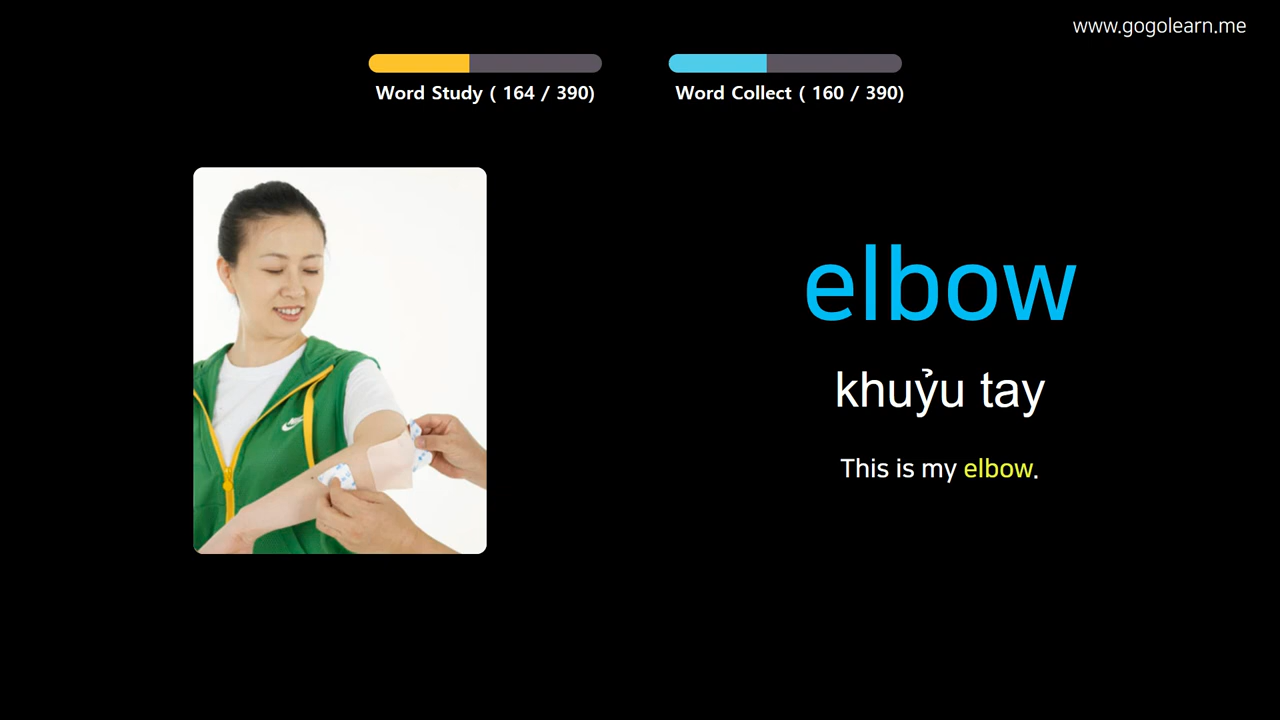 www.gogolearn.me
Word Study ( 164 / 390)
Word Collect ( 160 / 390)
elbow
khuỷu tay
This is my elbow.